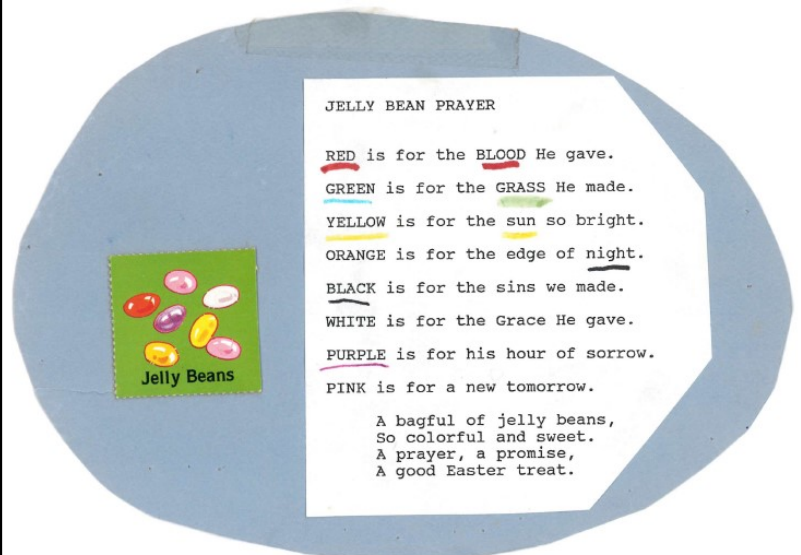 JELLY BEAN PRAYER
RED is for the BLOOD He gave.
GREEN is for the GRASS He made.
YELLOW is for the sun so bright.
ORANGE is for the edge of night.
BLACK is for the sins we made.
WHITE is for the Grace He gave.
PURPLE is for his hour of sorrow.
PINK is for a new tomorrow.
A bagful of jelly beans,
So colorful and sweet.
A prayer, a promise,
A good Easter treat.
Jelly Beans